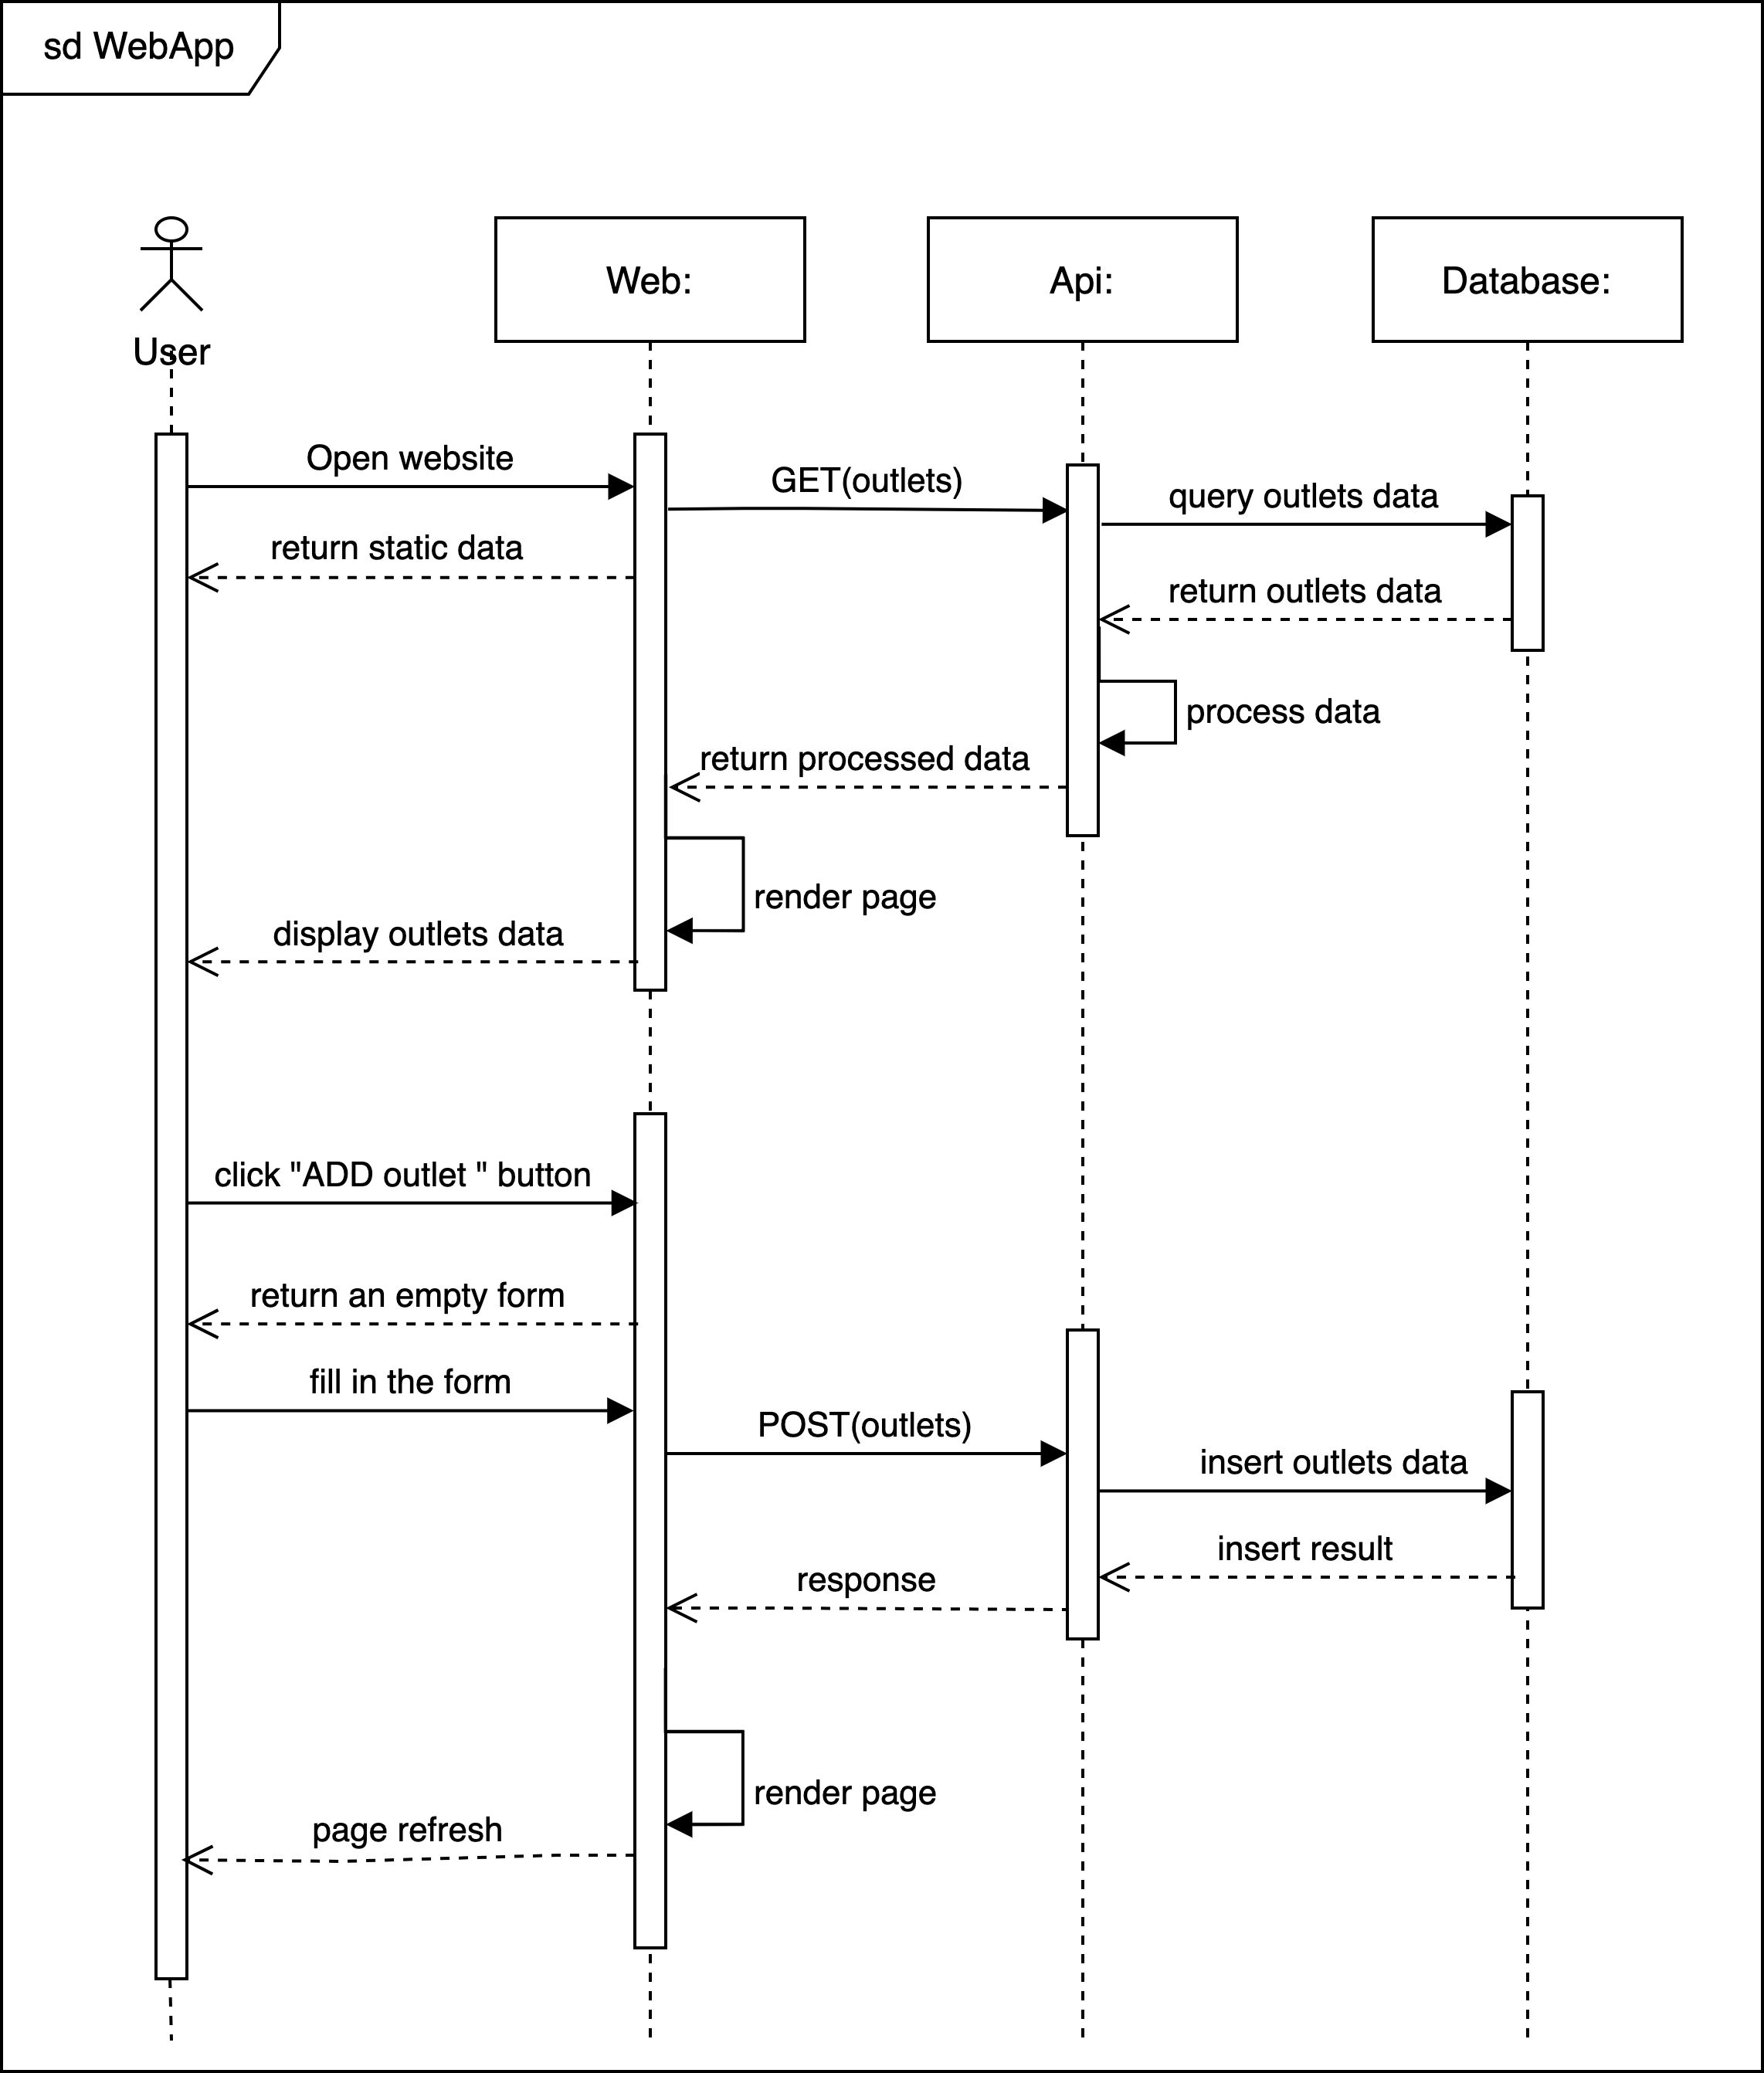 sd WebApp
User
Web:
Api:
Database:
Open website
GET(outlets)
query outlets data
return static data
return outlets data
process data
return processed data
render page
display outlets data
click "ADD outlet " button
return an empty form
fill in the form
POST(outlets)
insert outlets data
insert result
response
render page
page refresh